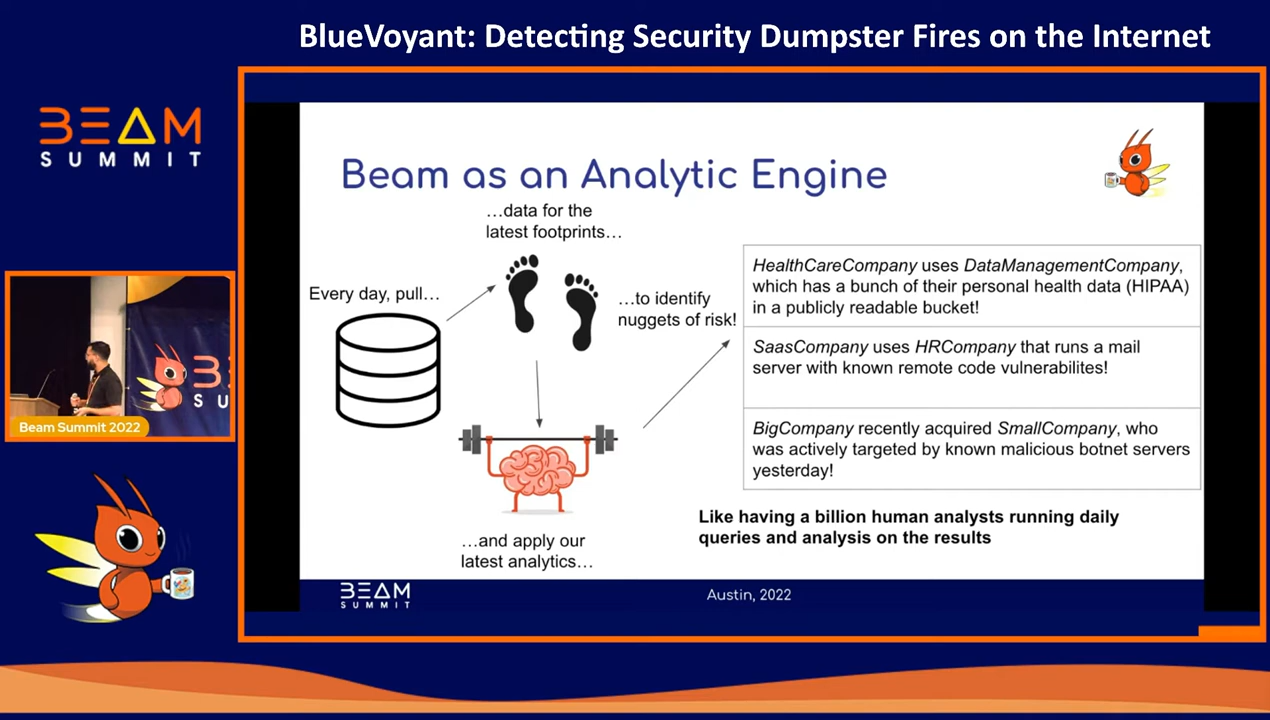 BlueVoyant: Detecting Security Dumpster Fires on the Internet
BEAM
SUMMIT
Beam as an Analytic Engine
…data for the
latest footprints…
Every day, pull…
…to identify
nuggets of risk!
HealthCareCompany uses DataManagementCompany,
which has a bunch of their personal health data (HIPAA)
in a publicly readable bucket!
SaasCompany uses HRCompany that runs a mail
server with known remote code vulnerabilites!
BigCompany recently acquired SmallCompany, who
was actively targeted by known malicious botnet servers
yesterday!
…and apply our
latest analytics…
Like having a billion human analysts running daily
queries and analysis on the results
BEAM
SUMMIT
Austin, 2022
B
S U
Beam Summit 2022